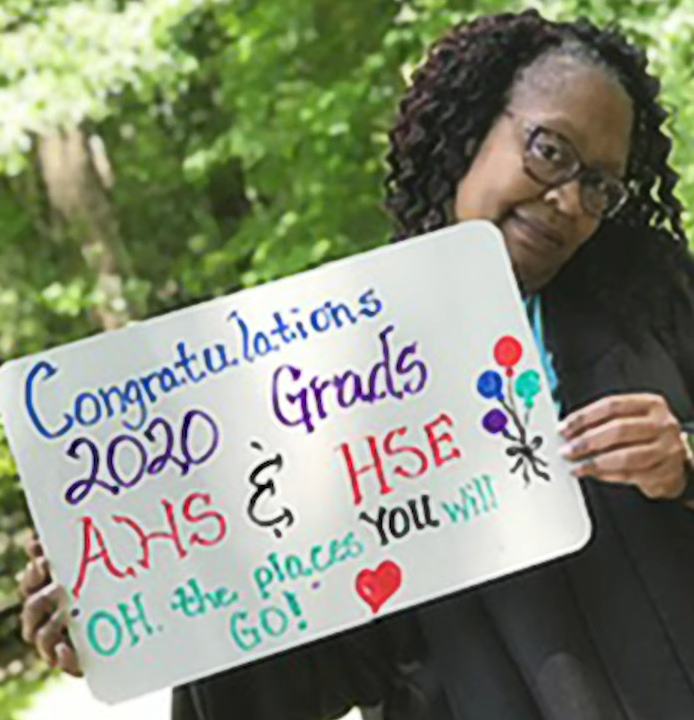 Congratulations
2020 Grads
AHS & HSE
"OH. the places YOU will
GO!"